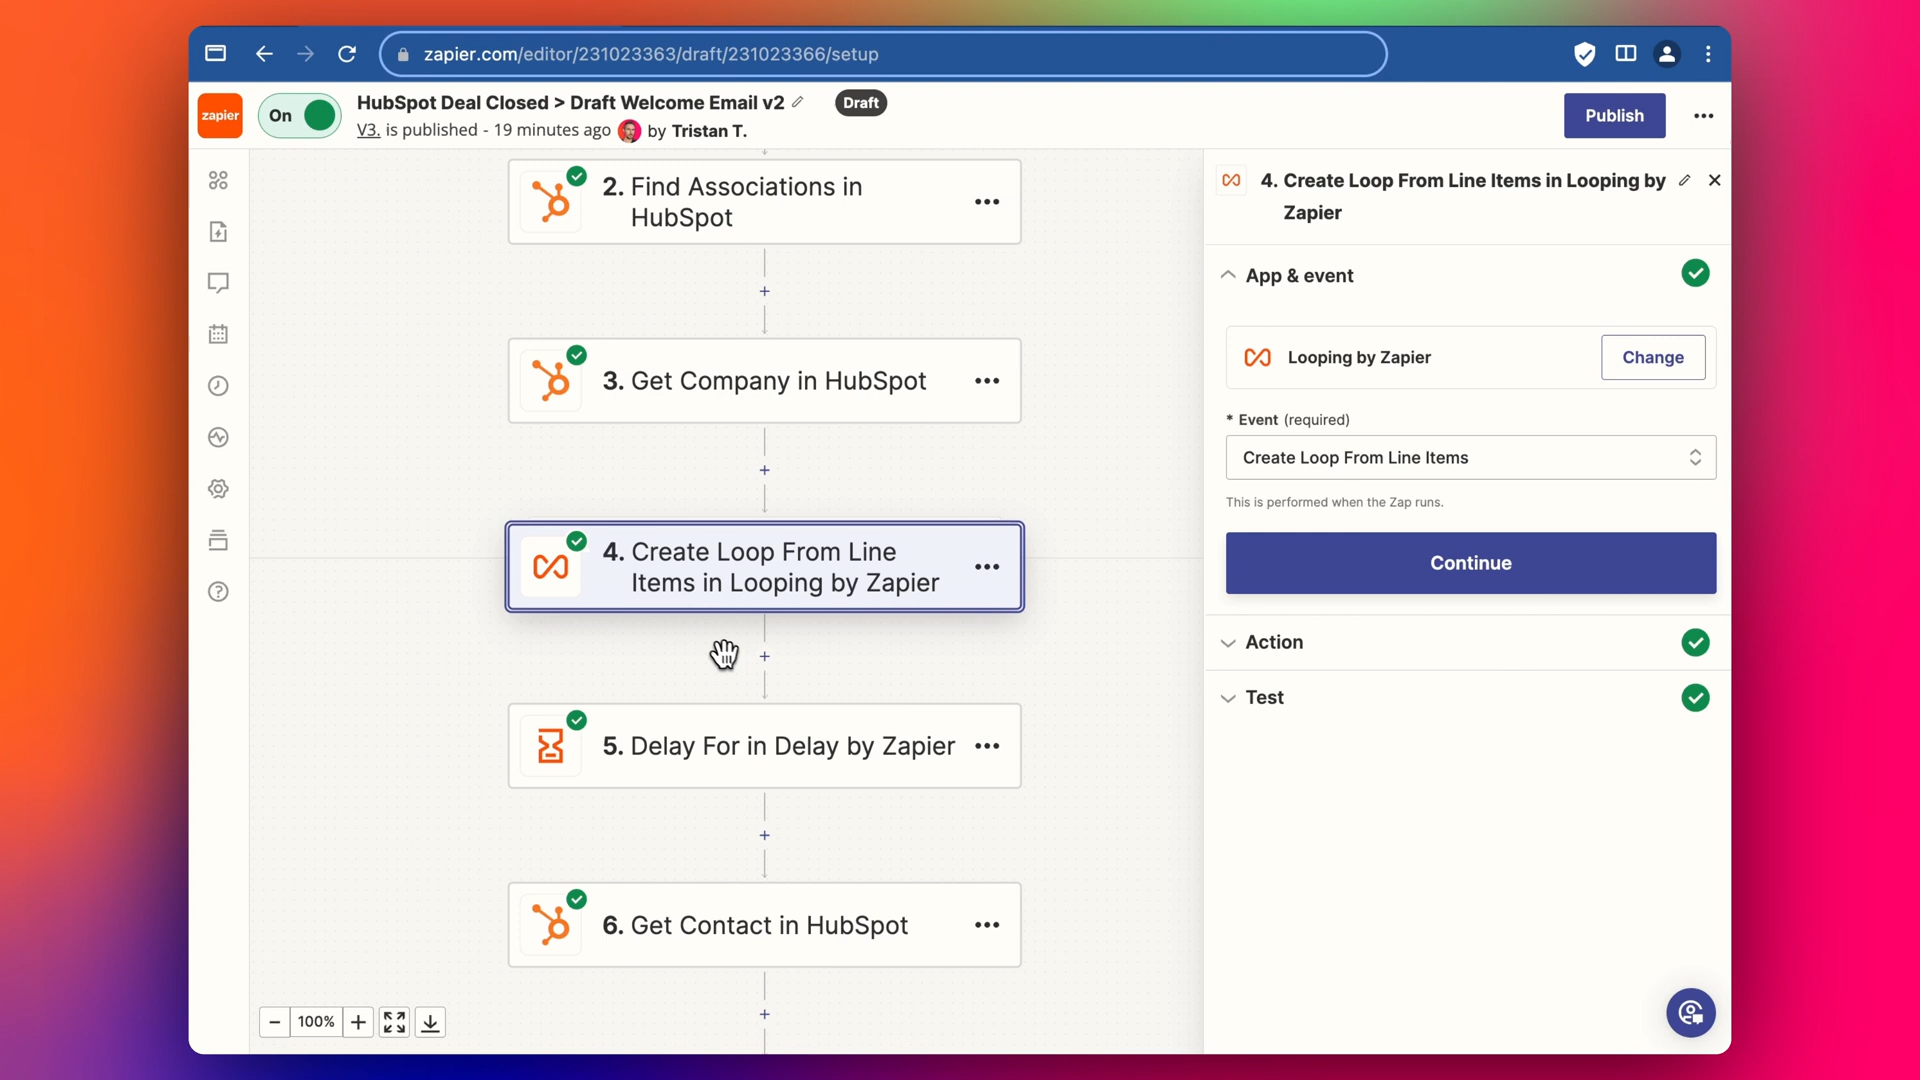 zapier.com/editor/231023363/draft/231023366/setup
zapier
On
HubSpot Deal Closed > Draft Welcome Email v2
Draft
V3. is published - 19 minutes ago by Tristan T.
Publish
2. Find Associations in
HubSpot
3. Get Company in HubSpot
4. Create Loop From Line
Items in Looping by Zapier
5. Delay For in Delay by Zapier
6. Get Contact in HubSpot
100%
4. Create Loop From Line Items in Looping by
Zapier
App & event
Looping by Zapier
Change
* Event (required)
Create Loop From Line Items
This is performed when the Zap runs.
Continue
Action
Test